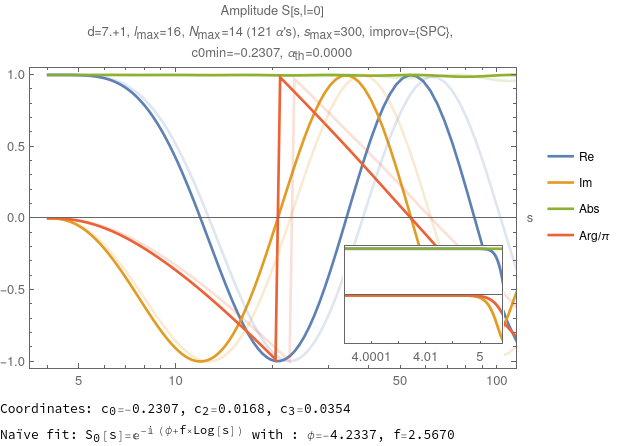 Amplitude S[s,l=0]
d=7.+1, lmax=16, Nmax=14 (121 α's), smax=300, improv={SPC},
c0min=-0.2307, αth=0.0000
1.0
0.5
0.0
-0.5
-1.0
s
Re
Im
Abs
Arg/π
4.0001 4.01 5
5 10 50 100
Coordinates: c0=-0.2307, c2=0.0168, c3=0.0354
Naïve fit: S0[s]=e^-i (ϕ+f×Log[s]) with : ϕ=-4.2337, f=2.5670